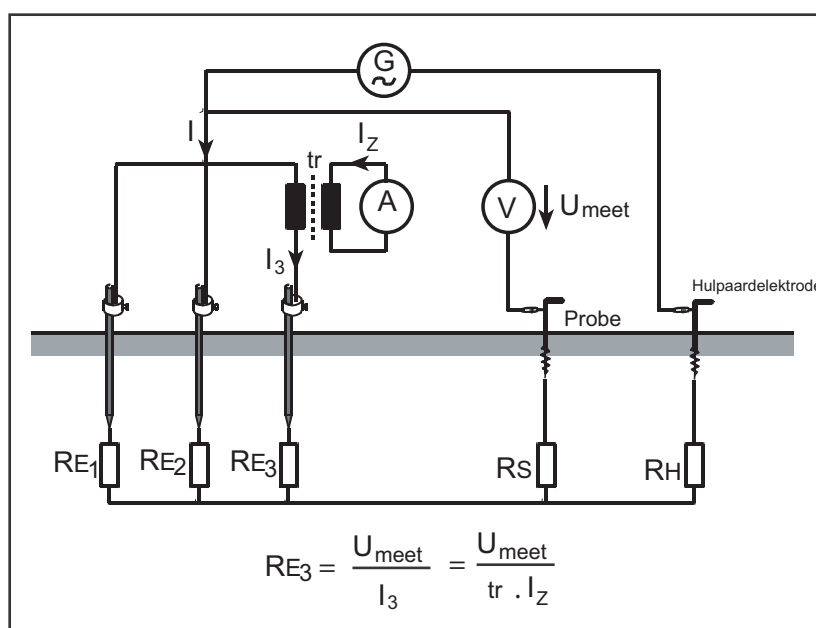 G
I
tr
I_Z
A
V
U_meet
I_3
Hulpaardelektrode
Probe
RE_1
RE_2
RE_3
RS
RH
RE_3 = U_meet / I_3 = U_meet / tr . I_Z